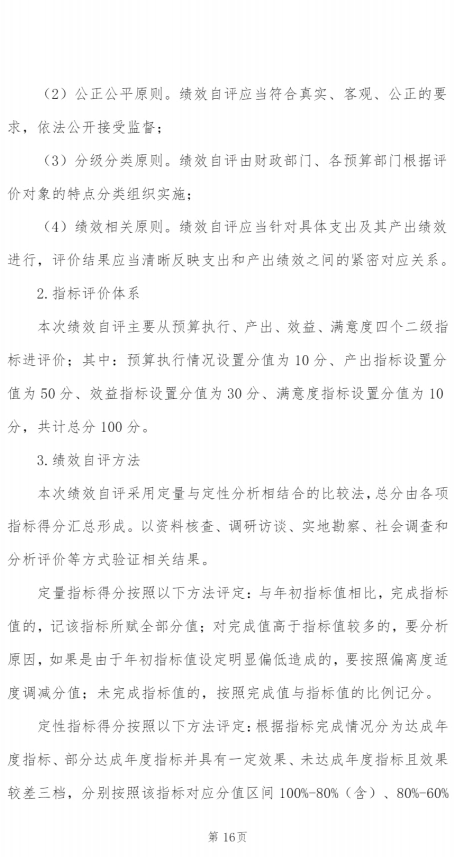 （2）公正公平原则。绩效自评应当符合真实、客观、公正的要
求，依法公开接受监督；
（3）分级分类原则。绩效自评由财政部门、各预算部门根据评
价对象的特点分类组织实施；
（4）绩效相关原则。绩效自评应当针对具体支出及其产出绩效
进行，评价结果应当清晰反映支出和产出绩效之间的紧密对应关系。
2.指标评价体系
本次绩效自评主要从预算执行、产出、效益、满意度四个二级指
标进评价；其中：预算执行情况设置分值为 10 分、产出指标设置分
值为 50 分、效益指标设置分值为 30 分、满意度指标设置分值为 10
分，共计总分 100 分。
3.绩效自评方法
本次绩效自评采用定量与定性分析相结合的比较法，总分由各项
指标得分汇总形成。以资料核查、调研访谈、实地勘察、社会调查和
分析评价等方式验证相关结果。
定量指标得分按照以下方法评定：与年初指标值相比，完成指标
值的，记该指标所赋全部分值；对完成值高于指标值较多的，要分析
原因，如果是由于年初指标值设定明显偏低造成的，要按照偏离度适
度调减分值；未完成指标值的，按照完成值与指标值的比例记分。
定性指标得分按照以下方法评定：根据指标完成情况分为达成年
度指标、部分达成年度指标并具有一定效果、未达成年度指标且效果
较差三档，分别按照该指标对应分值区间 100%-80%（含）、80%-60%
第 16页